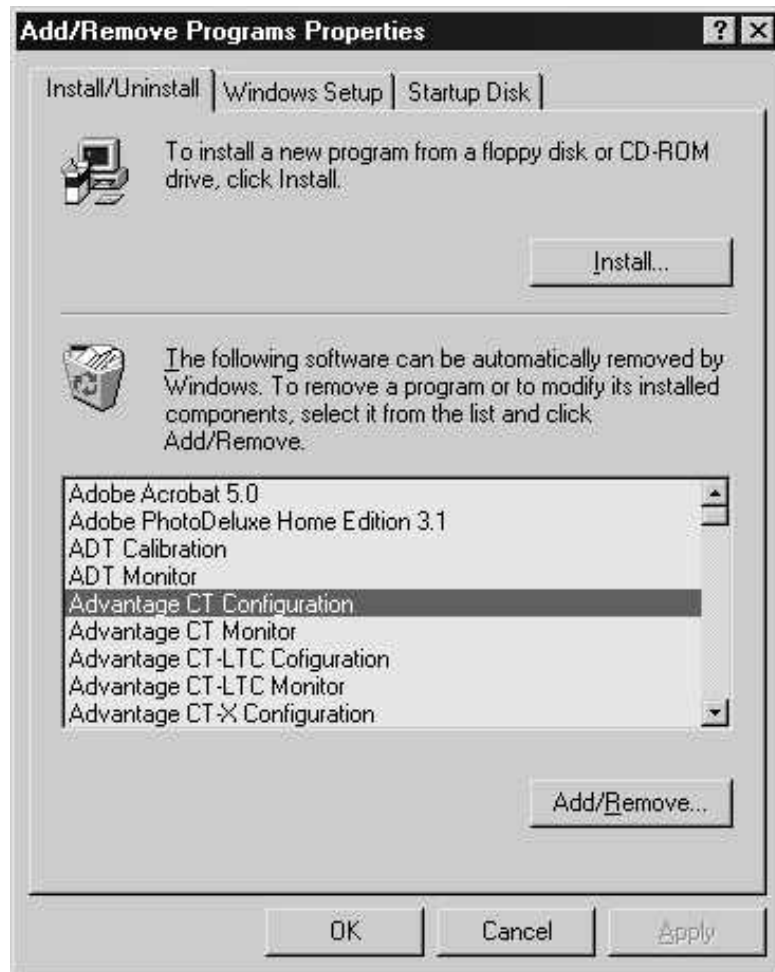 Add/Remove Programs Properties
Install/Uninstall
Windows Setup
Startup Disk
To install a new program from a floppy disk or CD-ROM
drive, click Install.
Install...
The following software can be automatically removed by
Windows. To remove a program or to modify its installed
components, select it from the list and click
Add/Remove.
Adobe Acrobat 5.0
Adobe PhotoDeluxe Home Edition 3.1
ADT Calibration
ADT Monitor
Advantage CT Configuration
Advantage CT Monitor
Advantage CT-LTC Cofiguration
Advantage CT-LTC Monitor
Advantage CT-X Configuration
Add/Remove...
OK
Cancel
Apply